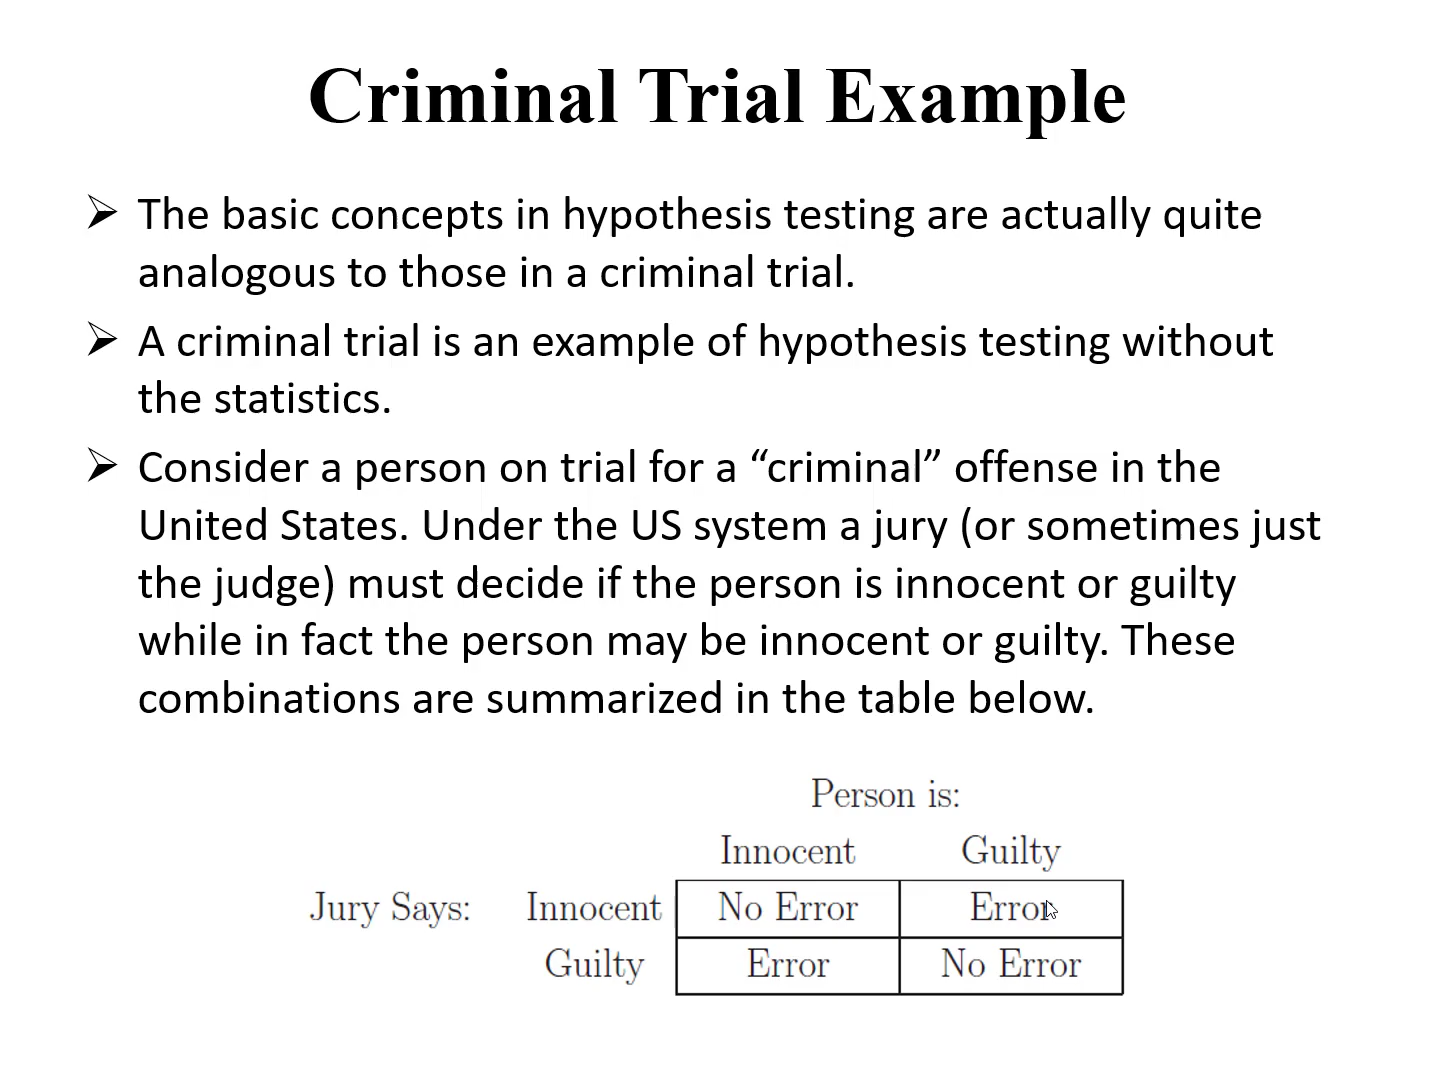 Criminal Trial Example
The basic concepts in hypothesis testing are actually quite
analogous to those in a criminal trial.
A criminal trial is an example of hypothesis testing without
the statistics.
Consider a person on trial for a “criminal” offense in the
United States. Under the US system a jury (or sometimes just
the judge) must decide if the person is innocent or guilty
while in fact the person may be innocent or guilty. These
combinations are summarized in the table below.
Person is:
Innocent Guilty
Jury Says: Innocent No Error Error
Guilty Error No Error